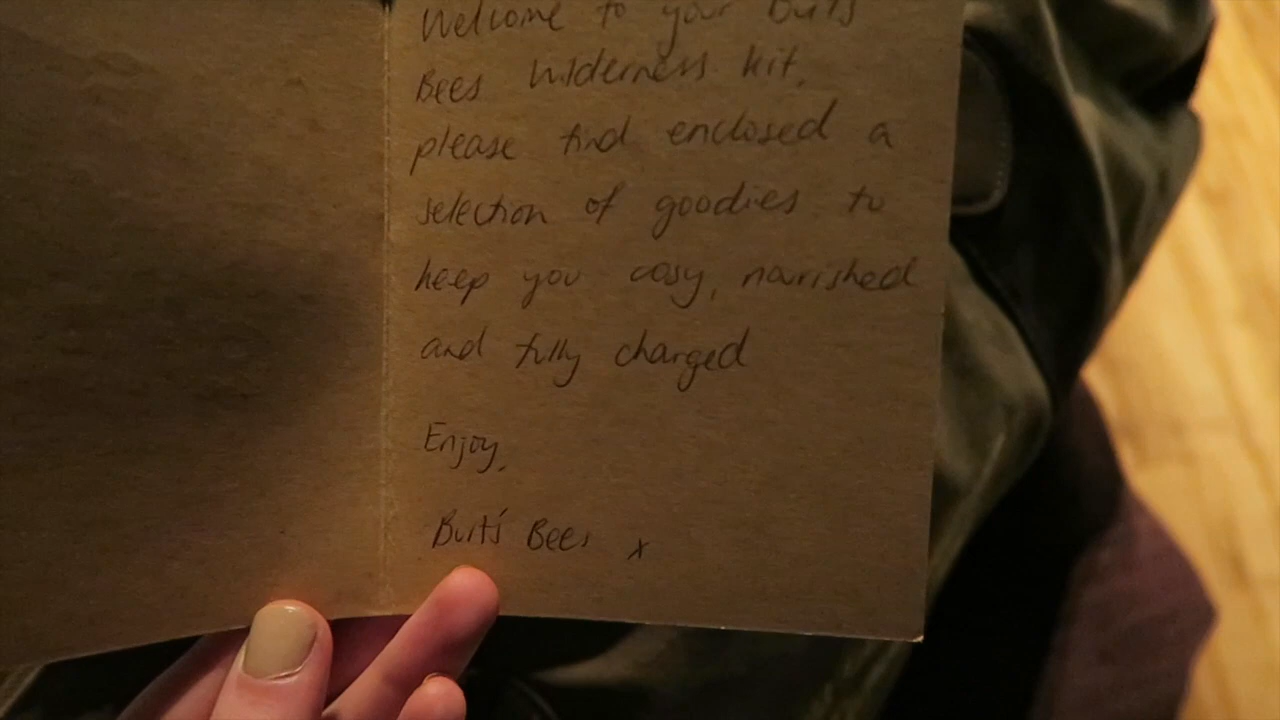 Welcome to your Burt's
Bees Wilderness kit,
please find enclosed a
selection of goodies to
keep you cosy, nourished
and fully charged
Enjoy,
Burt's Bees x